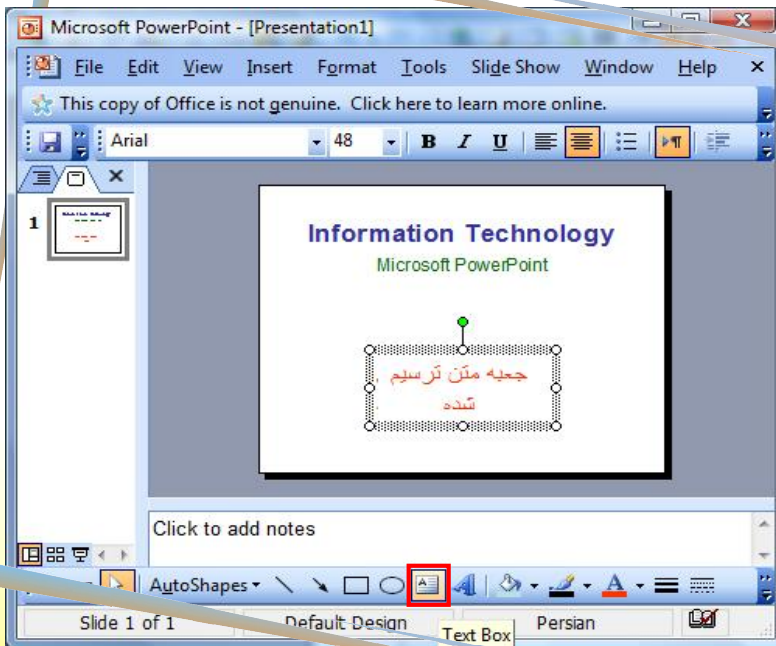 Microsoft PowerPoint - [Presentation1]
File Edit View Insert Format Tools Slide Show Window Help
This copy of Office is not genuine. Click here to learn more online.
Arial 48 B I U
1
Information Technology
Microsoft PowerPoint
جعبه متن ترسیم
شده
Click to add notes
AutoShapes
Slide 1 of 1 Default Design Persian
Text Box